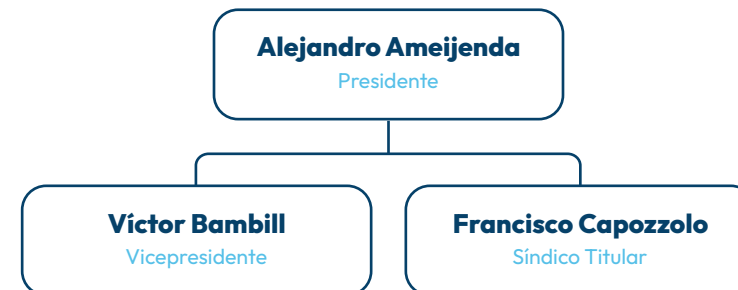 Alejandro Ameijenda
Presidente
Víctor Bambill
Vicepresidente
Francisco Capozzolo
Síndico Titular